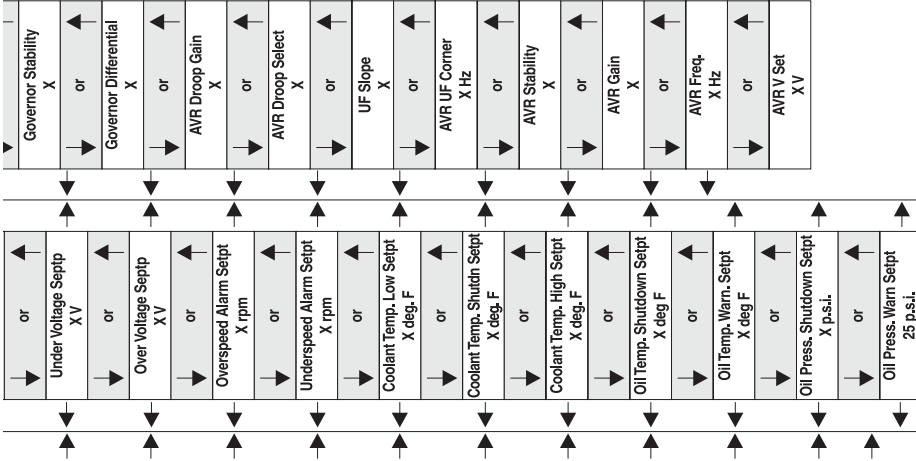 Governor Stability
X
or
Governor Differential
X
or
AVR Droop Gain
X
or
AVR Droop Select
X
or
UF Slope
X
or
AVR UF Corner
X Hz
or
AVR Stability
X
or
AVR Gain
X
or
AVR Freq.
X Hz
or
AVR V Set
X V
or
Under Voltage Septp
X V
or
Over Voltage Septp
X V
or
Overspeed Alarm Setpt
X rpm
or
Underspeed Alarm Setpt
X rpm
or
Coolant Temp. Low Setpt
X deg. F
or
Coolant Temp. Shutdn Setpt
X deg. F
or
Coolant Temp. High Setpt
X deg. F
or
Oil Temp. Shutdown Setpt
X deg F
or
Oil Temp. Warn. Setpt
X deg F
or
Oil Press. Shutdown Setpt
X p.s.i.
or
Oil Press. Warn Setpt
25 p.s.i.